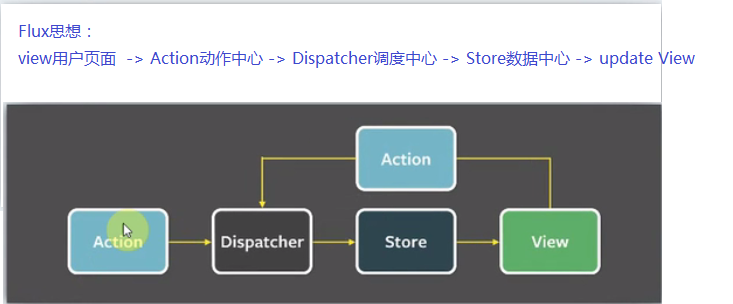 Flux思想：
view用户页面 -> Action动作中心 -> Dispatcher调度中心 -> Store数据中心 -> update View
Action
Action
Dispatcher
Store
View